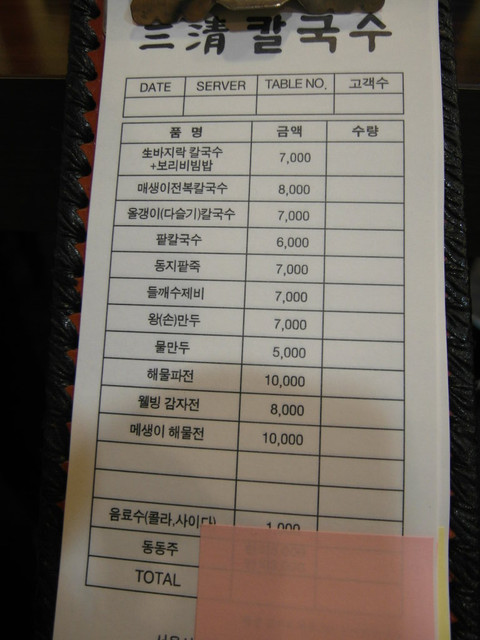 三清칼국수
DATE SERVER TABLE NO. 고객수
품 명 금액 수량
生바지락 칼국수
+보리비빔밥 7,000
매생이전복칼국수 8,000
올갱이(다슬기)칼국수 7,000
팥칼국수 6,000
동지팥죽 7,000
들깨수제비 7,000
왕(손)만두 7,000
물만두 5,000
해물파전 10,000
웰빙 감자전 8,000
메생이 해물전 10,000
음료수(콜라,사이다) 1,000
동동주
TOTAL